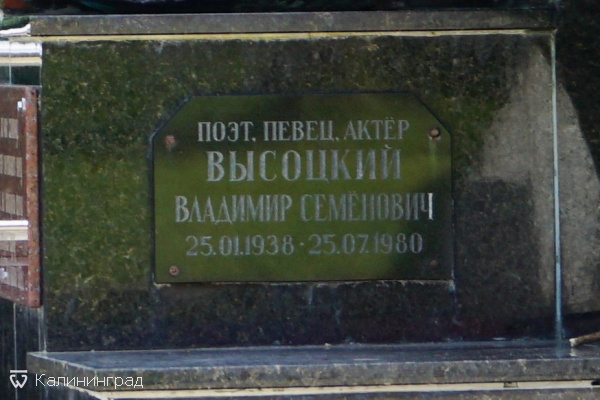 ПОЭТ, ПЕВЕЦ, АКТЁР
ВЫСОЦКИЙ
ВЛАДИМИР СЕМЁНОВИЧ
25.01.1938 - 25.07.1980
Калининград